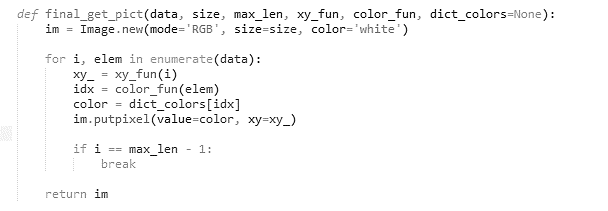 def final_get_pict(data, size, max_len, xy_fun, color_fun, dict_colors=None):
    im = Image.new(mode='RGB', size=size, color='white')

    for i, elem in enumerate(data):
        xy_ = xy_fun(i)
        idx = color_fun(elem)
        color = dict_colors[idx]
        im.putpixel(value=color, xy=xy_)

        if i == max_len - 1:
            break

    return im